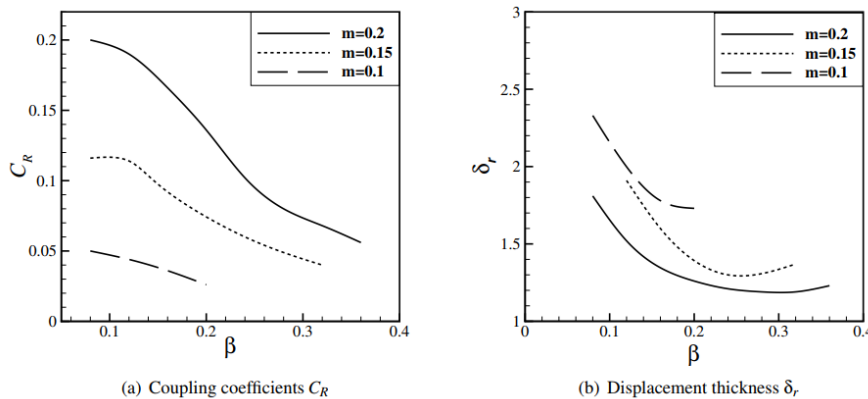 m=0.2
m=0.15
m=0.1
0.2
0.15
0.1
0.05
0
C_R
0.1
0.2
0.3
0.4
β
(a) Coupling coefficients C_R
m=0.2
m=0.15
m=0.1
3
2.5
2
1.5
1
δ_r
0
0.1
0.2
0.3
0.4
β
(b) Displacement thickness δ_r